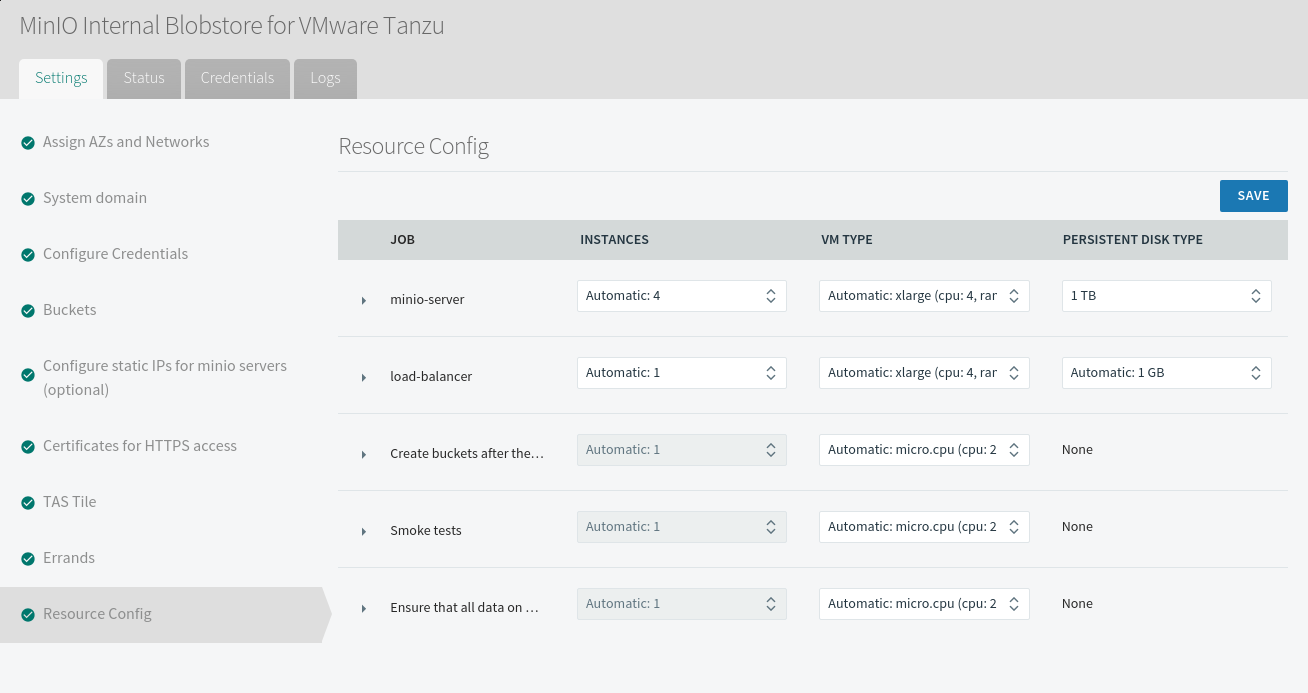 MinIO Internal Blobstore for VMware Tanzu
Settings Status Credentials Logs
Assign AZs and Networks
System domain
Configure Credentials
Buckets
Configure static IPs for minio servers
(optional)
Certificates for HTTPS access
TAS Tile
Errands
Resource Config
Resource Config
SAVE
JOB INSTANCES VM TYPE PERSISTENT DISK TYPE
minio-server Automatic: 4 Automatic: xlarge (cpu: 4, ram 1 TB
load-balancer Automatic: 1 Automatic: xlarge (cpu: 4, ram Automatic: 1 GB
Create buckets after the… Automatic: 1 Automatic: micro.cpu (cpu: 2 None
Smoke tests Automatic: 1 Automatic: micro.cpu (cpu: 2 None
Ensure that all data on … Automatic: 1 Automatic: micro.cpu (cpu: 2 None